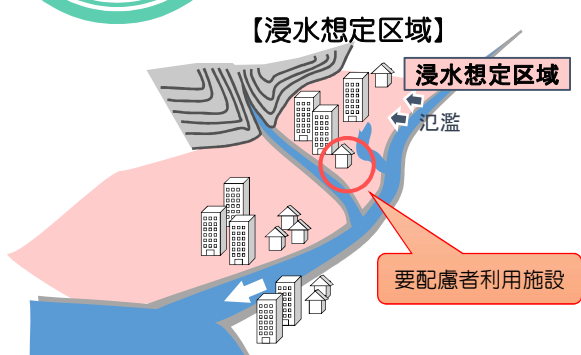 【浸水想定区域】
浸水想定区域
氾濫
要配慮者利用施設